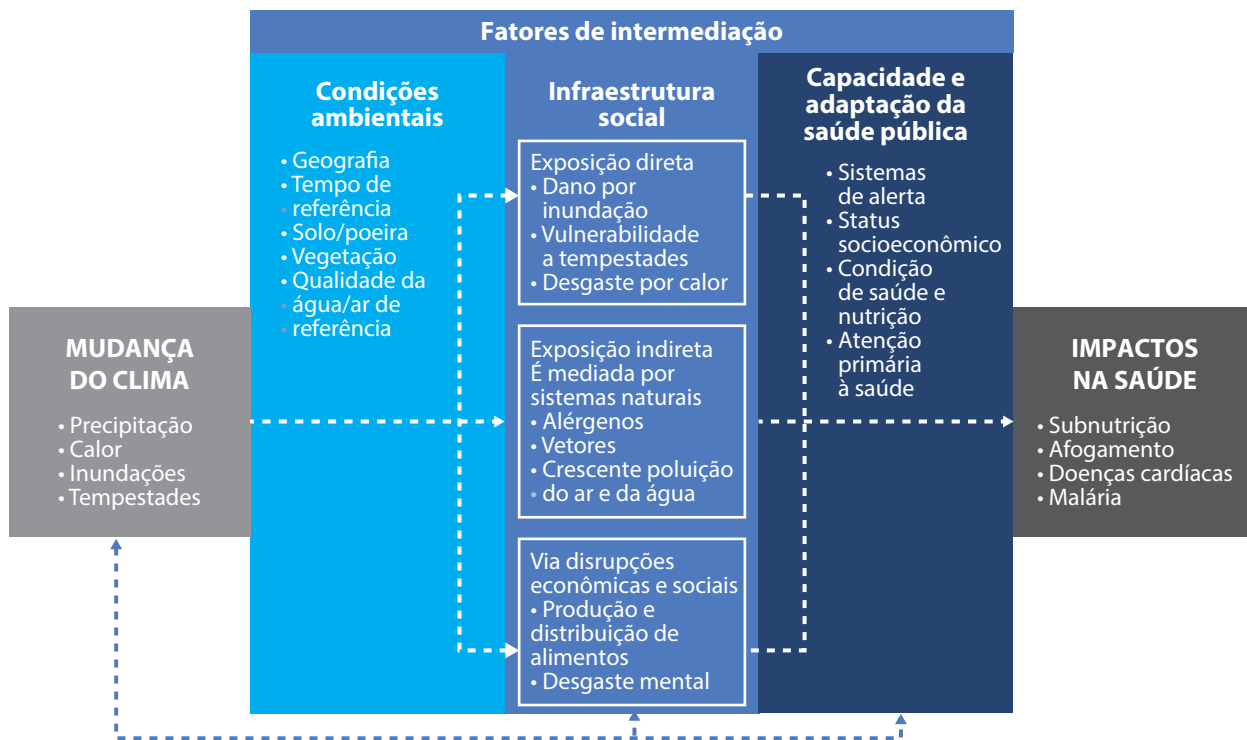 Fatores de intermediação
MUDANÇA
DO CLIMA
• Precipitação
• Calor
• Inundações
• Tempestades
Condições
ambientais
• Geografia
• Tempo de
• referência
• Solo/poeira
• Vegetação
• Qualidade da
• água/ar de
• referência
Infraestrutura
social
Exposição direta
• Dano por
inundação
• Vulnerabilidade
a tempestades
• Desgaste por calor
Exposição indireta
É mediada por
sistemas naturais
• Alérgenos
• Vetores
• Crescente poluição
• do ar e da água
Via disrupções
econômicas e sociais
• Produção e
distribuição de
alimentos
• Desgaste mental
Capacidade e
adaptação da
saúde pública
• Sistemas
de alerta
• Status
socioeconômico
• Condição
de saúde e
nutrição
• Atenção
primária
à saúde
IMPACTOS
NA SAÚDE
• Subnutrição
• Afogamento
• Doenças cardíacas
• Malária